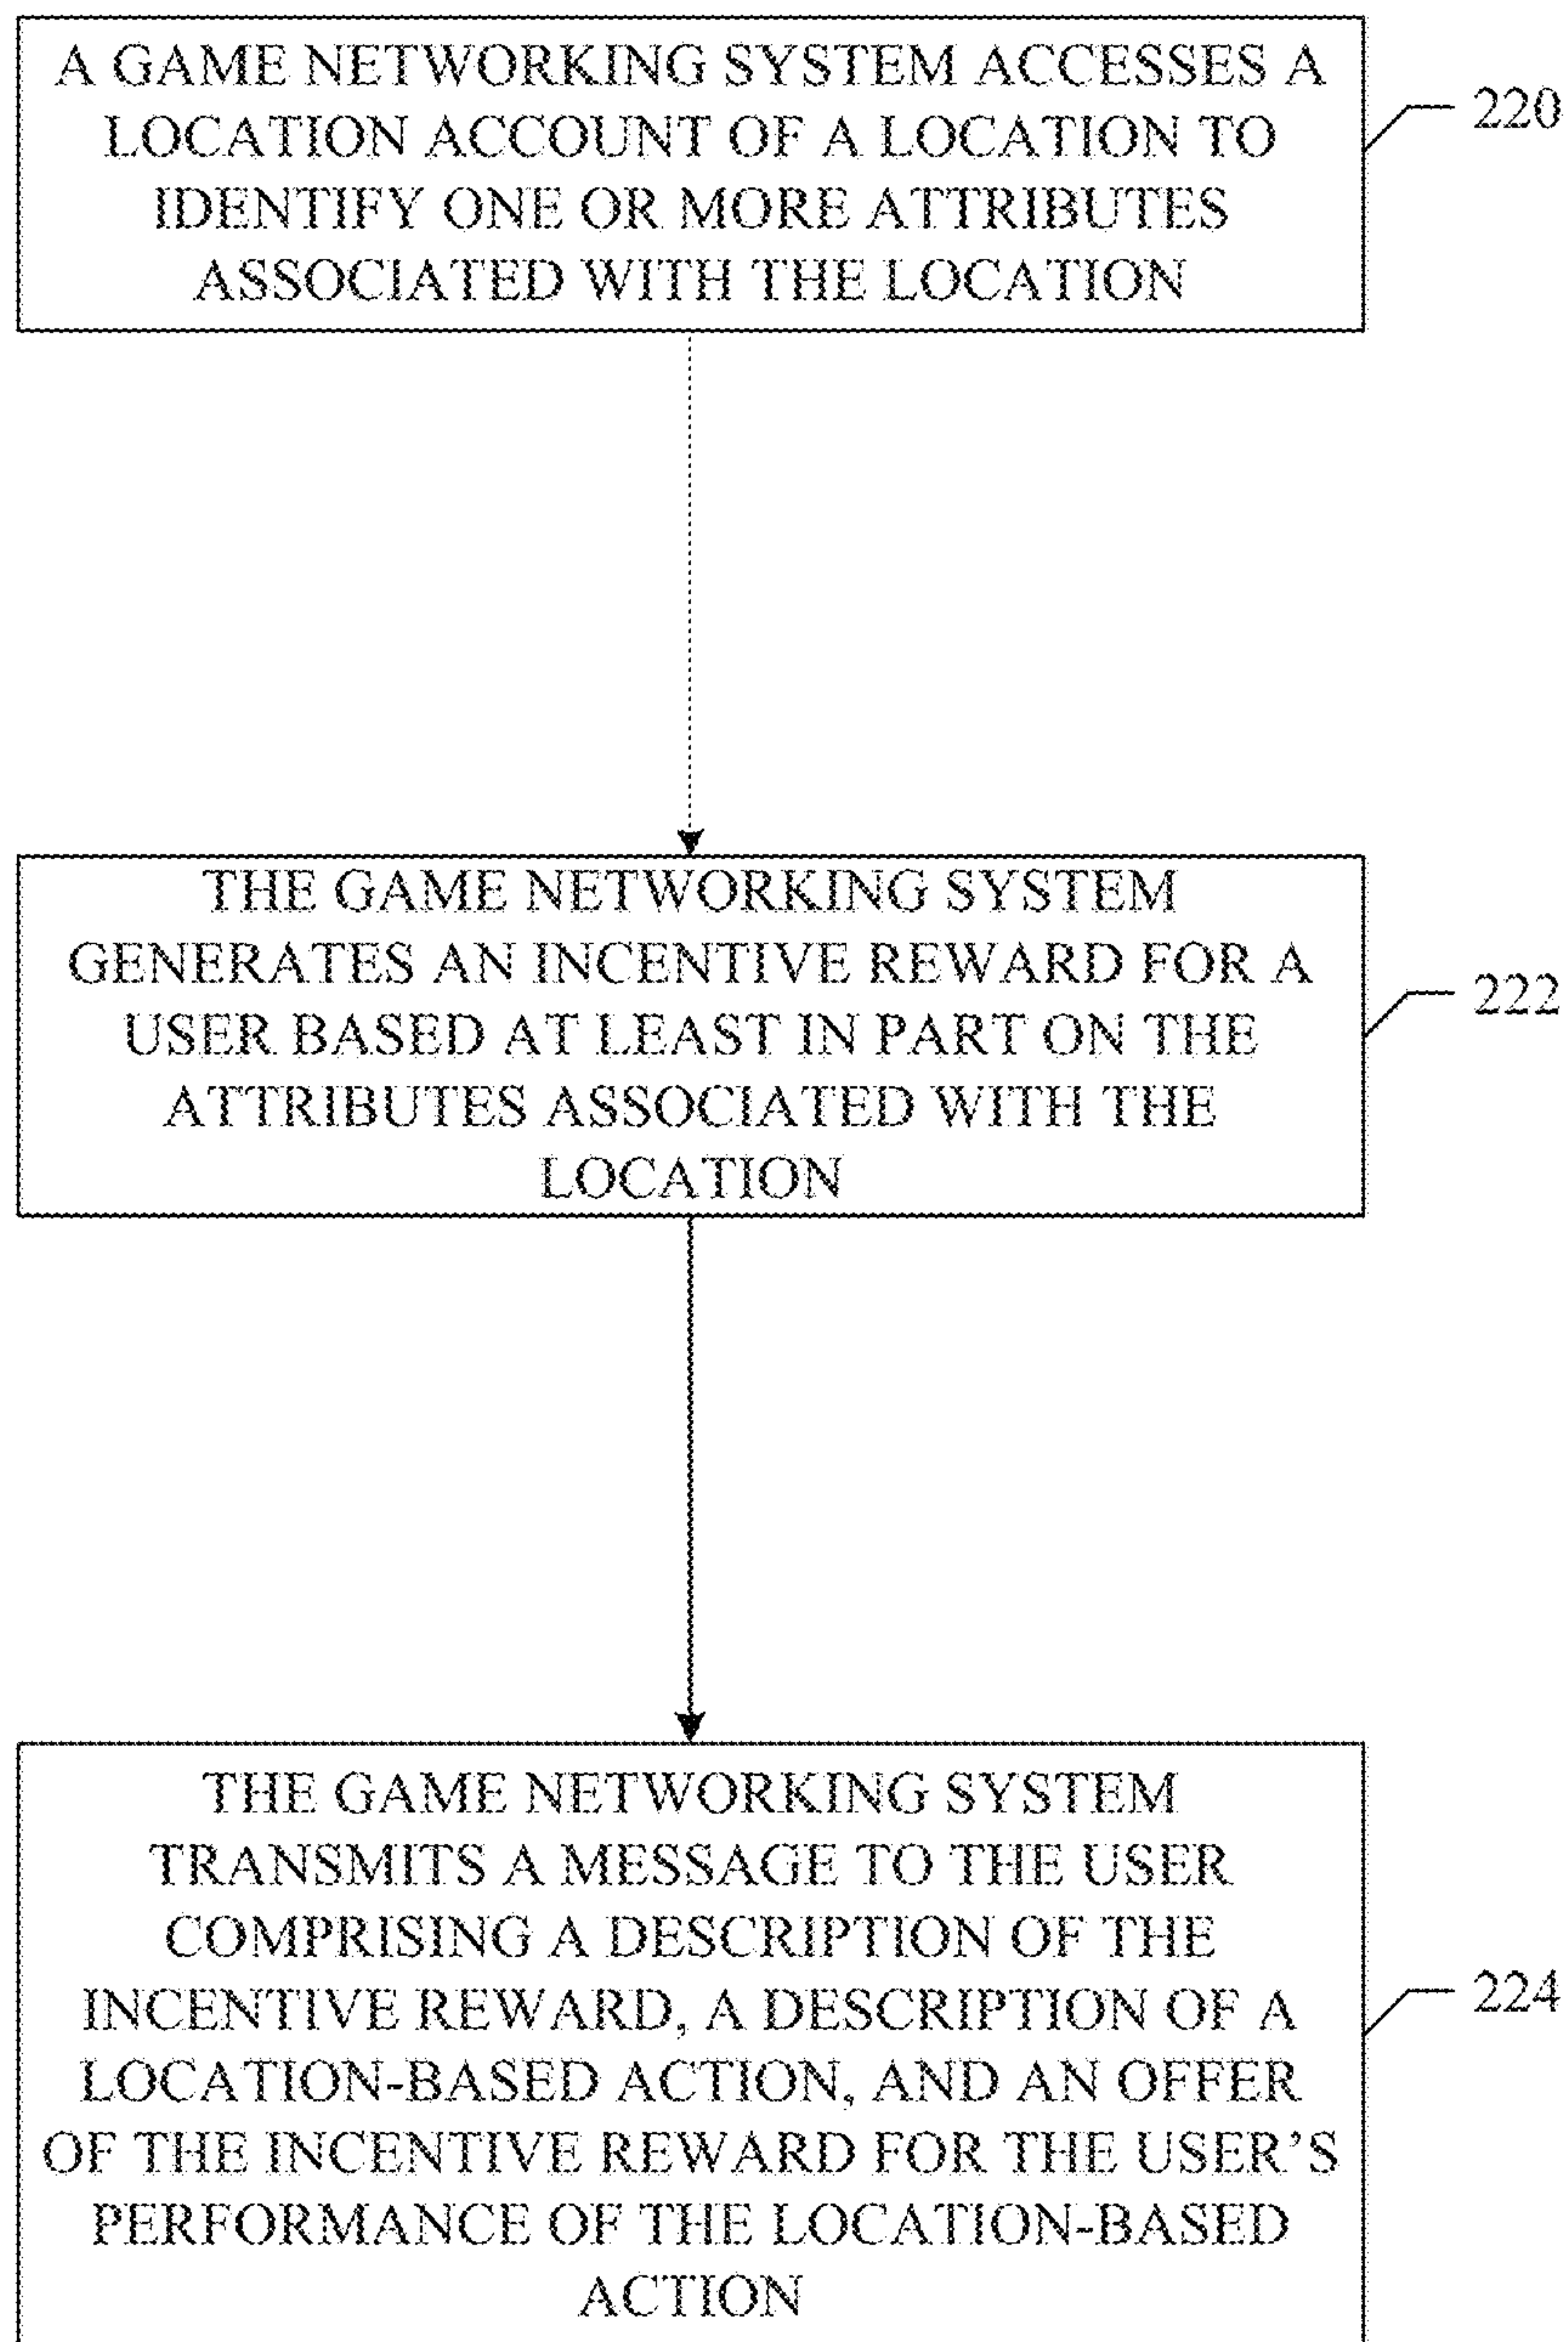 A GAME NETWORKING SYSTEM ACCESSES A
LOCATION ACCOUNT OF A LOCATION TO
IDENTIFY ONE OR MORE ATTRIBUTES
ASSOCIATED WITH THE LOCATION
220
THE GAME NETWORKING SYSTEM
GENERATES AN INCENTIVE REWARD FOR A
USER BASED AT LEAST IN PART ON THE
ATTRIBUTES ASSOCIATED WITH THE
LOCATION
222
THE GAME NETWORKING SYSTEM
TRANSMITS A MESSAGE TO THE USER
COMPRISING A DESCRIPTION OF THE
INCENTIVE REWARD, A DESCRIPTION OF A
LOCATION-BASED ACTION, AND AN OFFER
OF THE INCENTIVE REWARD FOR THE USER’S
PERFORMANCE OF THE LOCATION-BASED
ACTION
224